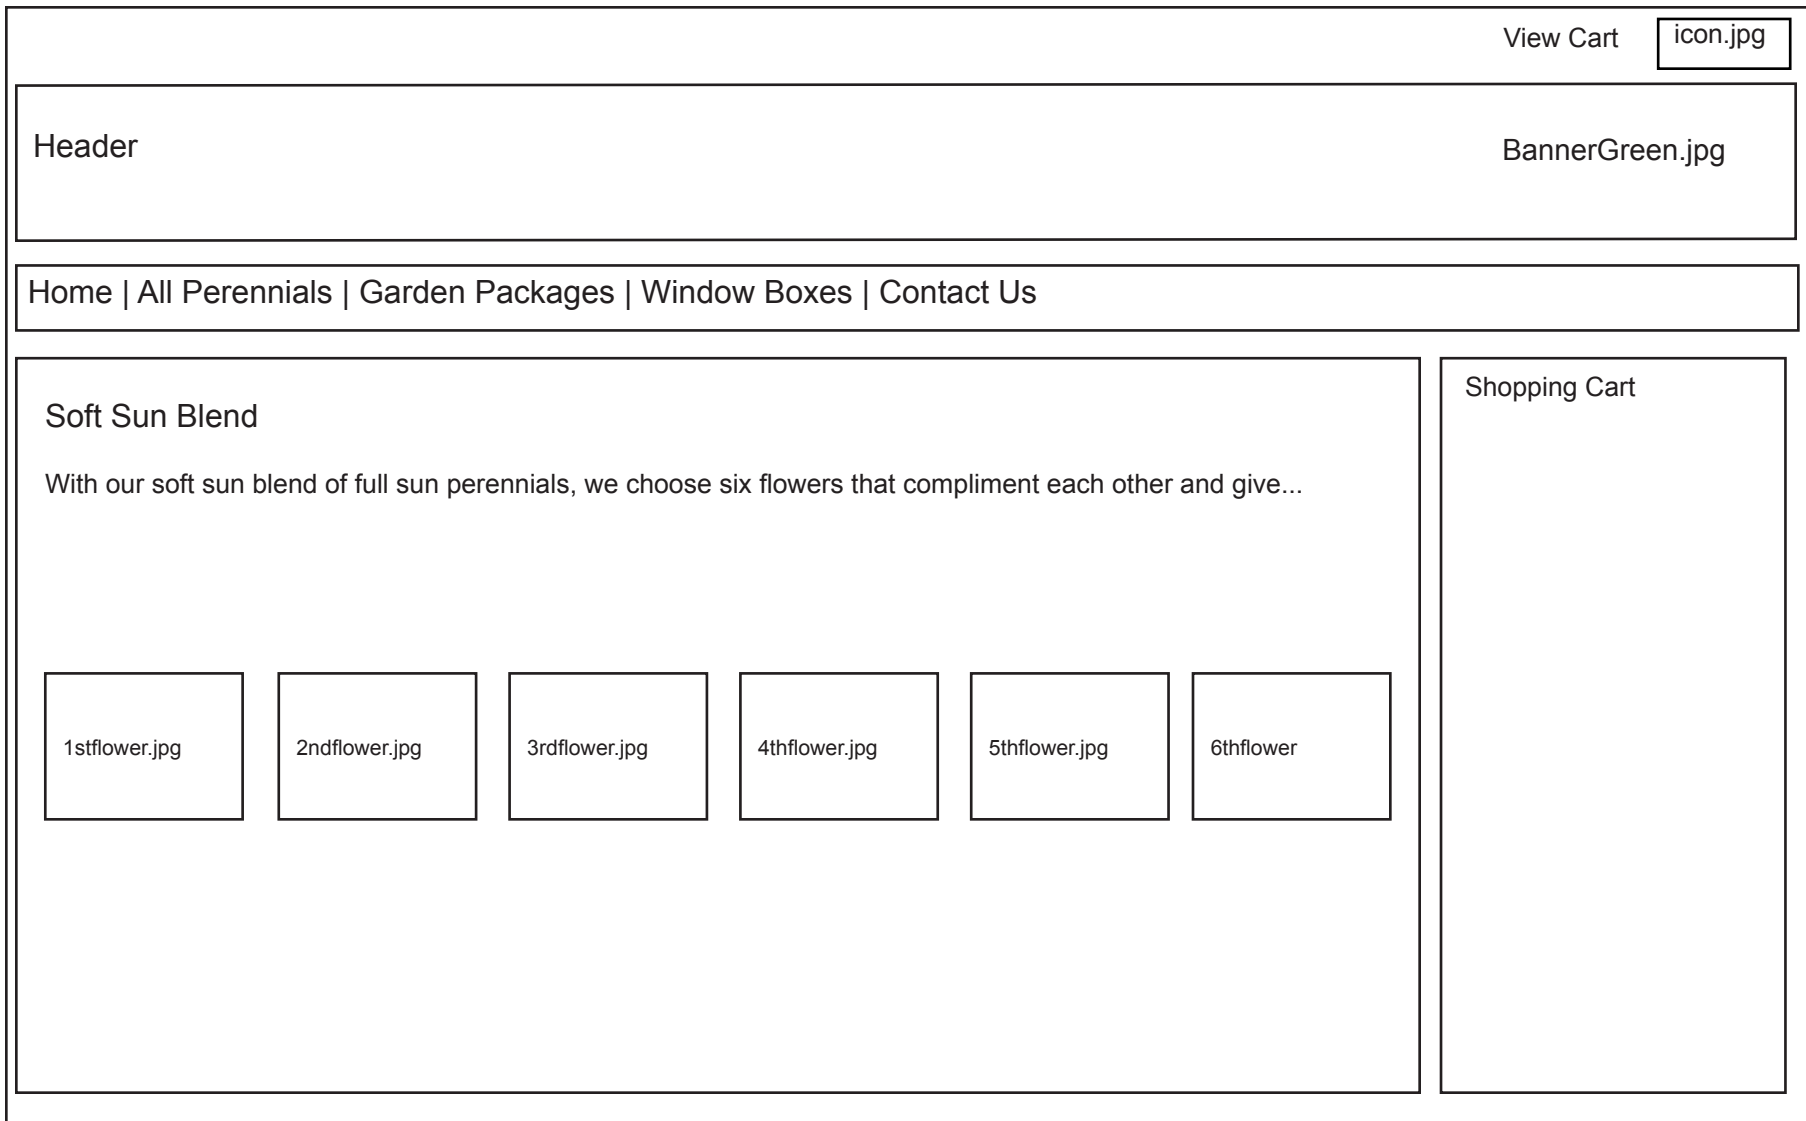 View Cart icon.jpg
Header BannerGreen.jpg
Home | All Perennials | Garden Packages | Window Boxes | Contact Us
Soft Sun Blend
With our soft sun blend of full sun perennials, we choose six flowers that compliment each other and give...
1stflower.jpg 2ndflower.jpg 3rdflower.jpg 4thflower.jpg 5thflower.jpg 6thflower
Shopping Cart